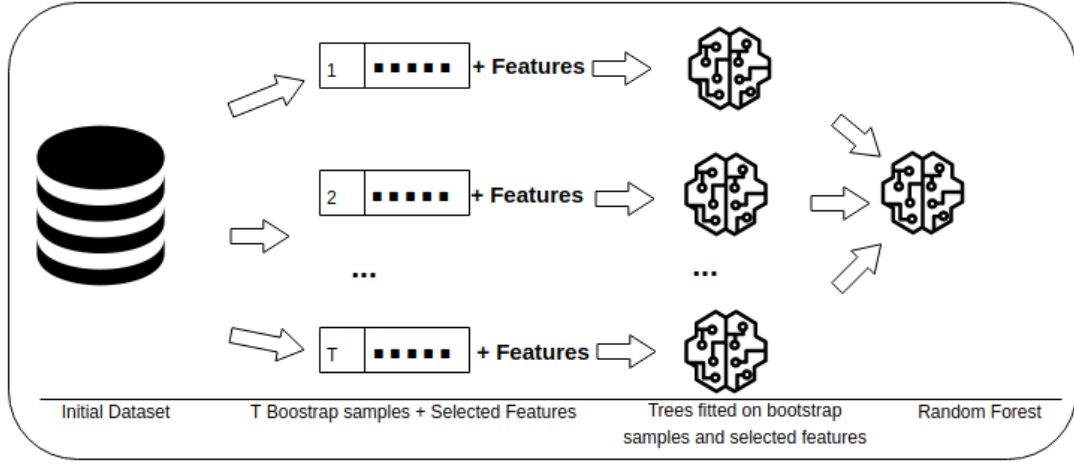 1 ▪▪▪▪▪ + Features
2 ▪▪▪▪▪ + Features
... ...
T ▪▪▪▪▪ + Features
Initial Dataset
T Boostrap samples + Selected Features
Trees fitted on bootstrap
samples and selected features
Random Forest